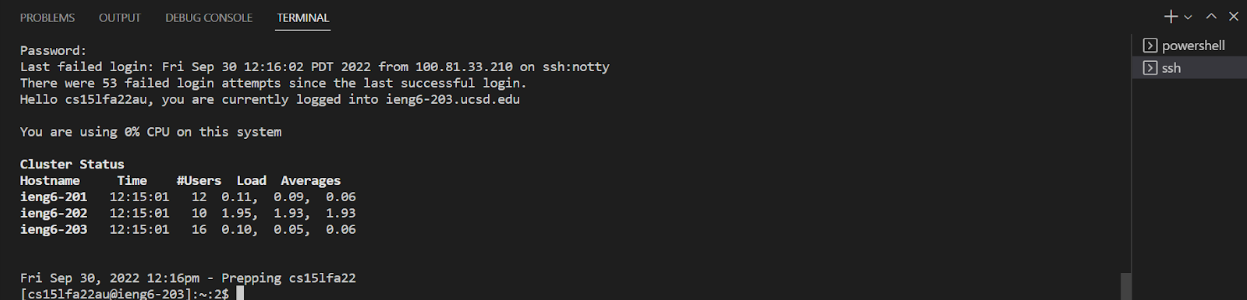 PROBLEMS OUTPUT DEBUG CONSOLE TERMINAL
powershell
ssh
Password:
Last failed login: Fri Sep 30 12:16:02 PDT 2022 from 100.81.33.210 on ssh:notty
There were 53 failed login attempts since the last successful login.
Hello cs15lfa22au, you are currently logged into ieng6-203.ucsd.edu
You are using 0% CPU on this system
Cluster Status
Hostname Time #Users Load Averages
ieng6-201 12:15:01 12 0.11, 0.09, 0.06
ieng6-202 12:15:01 10 1.95, 1.93, 1.93
ieng6-203 12:15:01 16 0.10, 0.05, 0.06
Fri Sep 30, 2022 12:16pm - Prepping cs15lfa22
[cs15lfa22au@ieng6-203]:~:2$